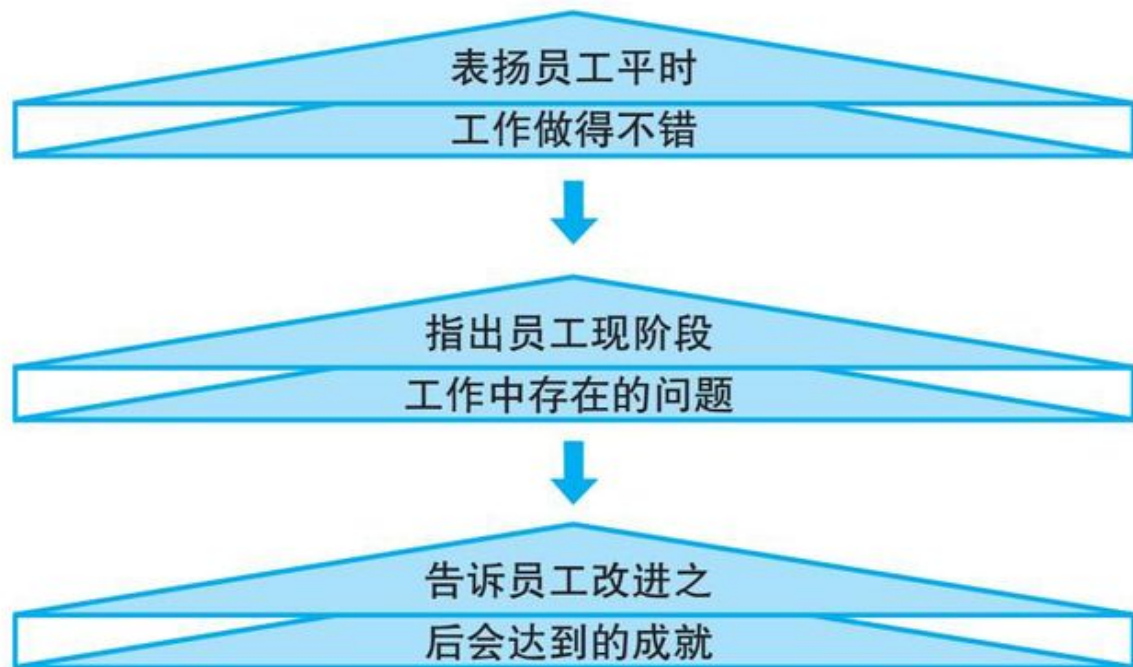 表扬员工平时
工作做得不错
指出员工现阶段
工作中存在的问题
告诉员工改进之
后会达到的成就